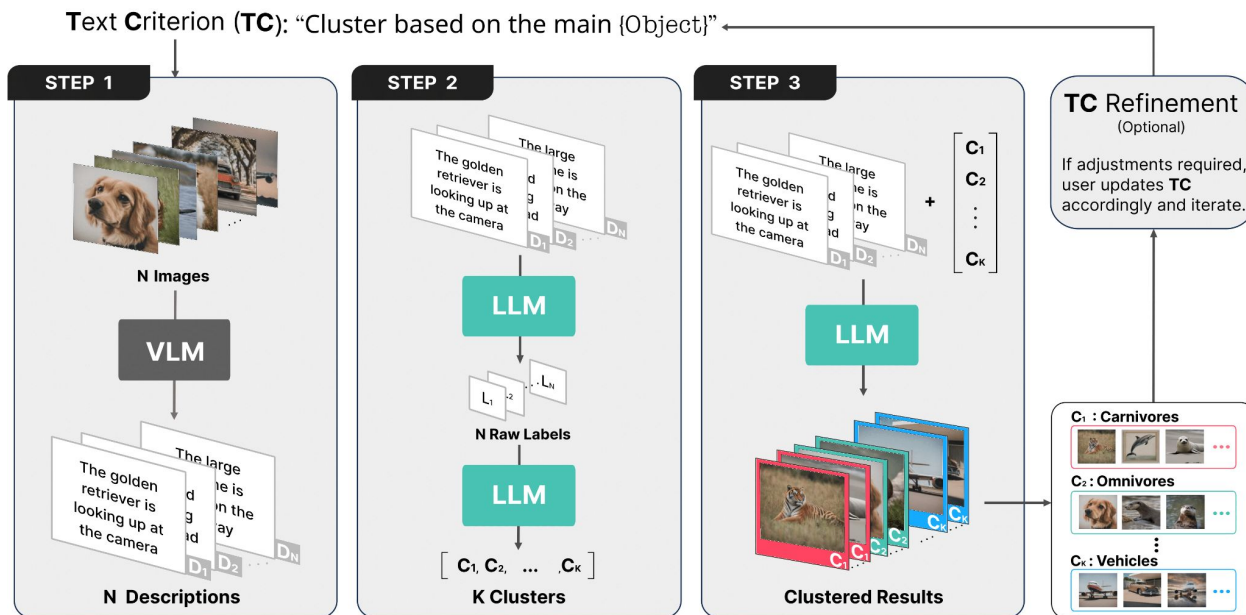 Text Criterion (TC): “Cluster based on the main {Object}”
STEP 1
N Images
VLM
The golden
retriever is
looking up at
the camera
D1
D2
The large
DN
N Descriptions
STEP 2
The golden
retriever is
looking up at
the camera
D1
D2
The large
DN
LLM
L1
LN
N Raw Labels
LLM
[ C1, C2, ... ,CK ]
K Clusters
STEP 3
The golden
retriever is
looking up at
the camera
D1
D2
The large
DN
+
C1
C2
⋮
CK
LLM
C1
C1
C2
C2
CK
CK
Clustered Results
TC Refinement
(Optional)
If adjustments required,
user updates TC
accordingly and iterate.
C1 : Carnivores
C2 : Omnivores
CK : Vehicles